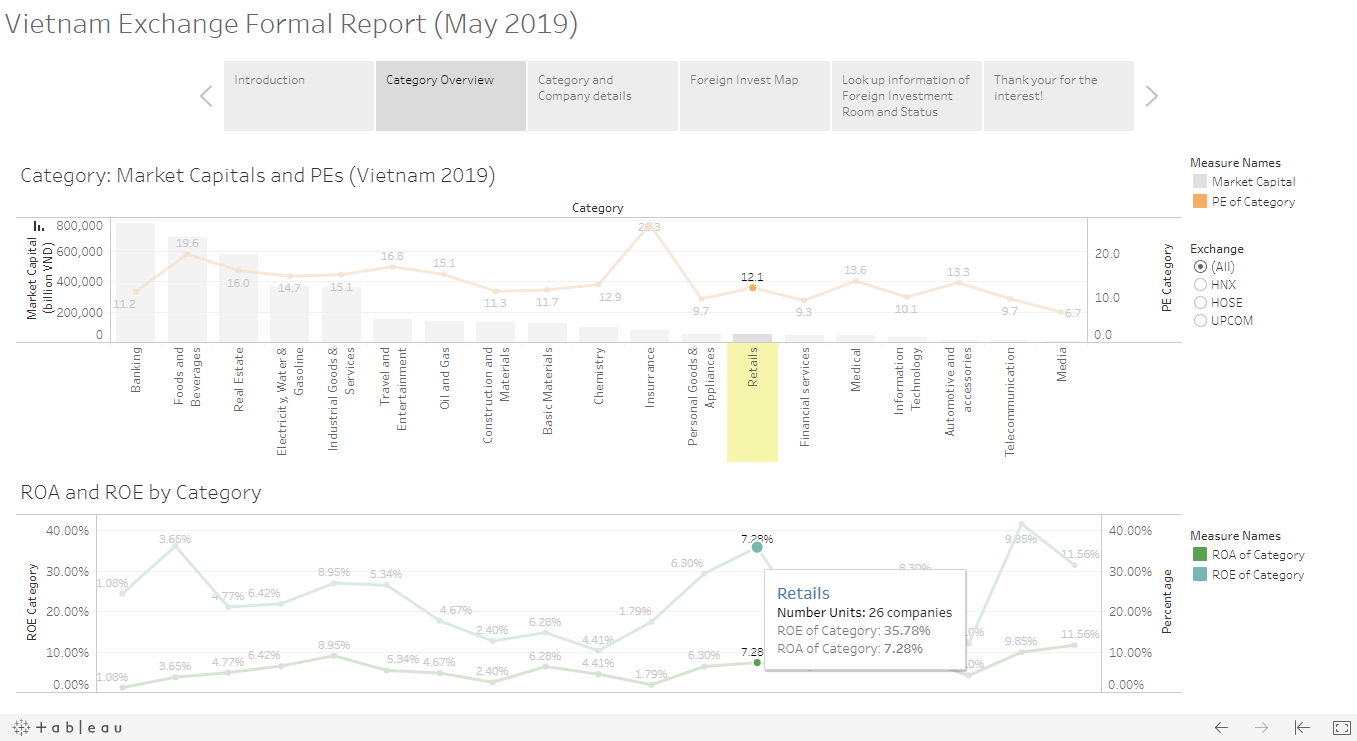 Vietnam Exchange Formal Report (May 2019)
Introduction
Category Overview
Category and
Company details
Foreign Invest Map
Look up information of
Foreign Investment
Room and Status
Thank your for the
interest!
Category: Market Capitals and PEs (Vietnam 2019)
Measure Names
Market Capital
PE of Category
Exchange
(All)
HNX
HOSE
UPCOM
Category
Market Capital
(billion VND)
800,000
600,000
400,000
200,000
0
11.2
19.6
16.0
14.7
15.1
16.8
15.1
11.3
11.7
12.9
26.3
9.7
12.1
9.3
13.6
10.1
13.3
9.7
6.7
20.0
10.0
0.0
PE Category
Banking
Foods and
Beverages
Real Estate
Electricity, Water &
Gasoline
Industrial Goods &
Services
Travel and
Entertainment
Oil and Gas
Construction and
Materials
Basic Materials
Chemistry
Insurrance
Personal Goods &
Appliances
Retails
Financial services
Medical
Information
Technology
Automotive and
accessories
Telecommunication
Media
ROA and ROE by Category
ROE Category
40.00%
30.00%
20.00%
10.00%
0.00%
1.08%
3.65%
4.77%
6.42%
8.95%
5.34%
4.67%
2.40%
6.28%
4.41%
1.79%
6.30%
7.28%
8.30%
9.85%
11.56%
1.08%
3.65%
4.77%
6.42%
8.95%
5.34%
4.67%
2.40%
6.28%
4.41%
1.79%
6.30%
7.28
9.85%
11.56%
Retails
Number Units: 26 companies
ROE of Category: 35.78%
ROA of Category: 7.28%
40.00%
30.00%
20.00%
10.00%
0.00%
Percentage
Measure Names
ROA of Category
ROE of Category
+ableau